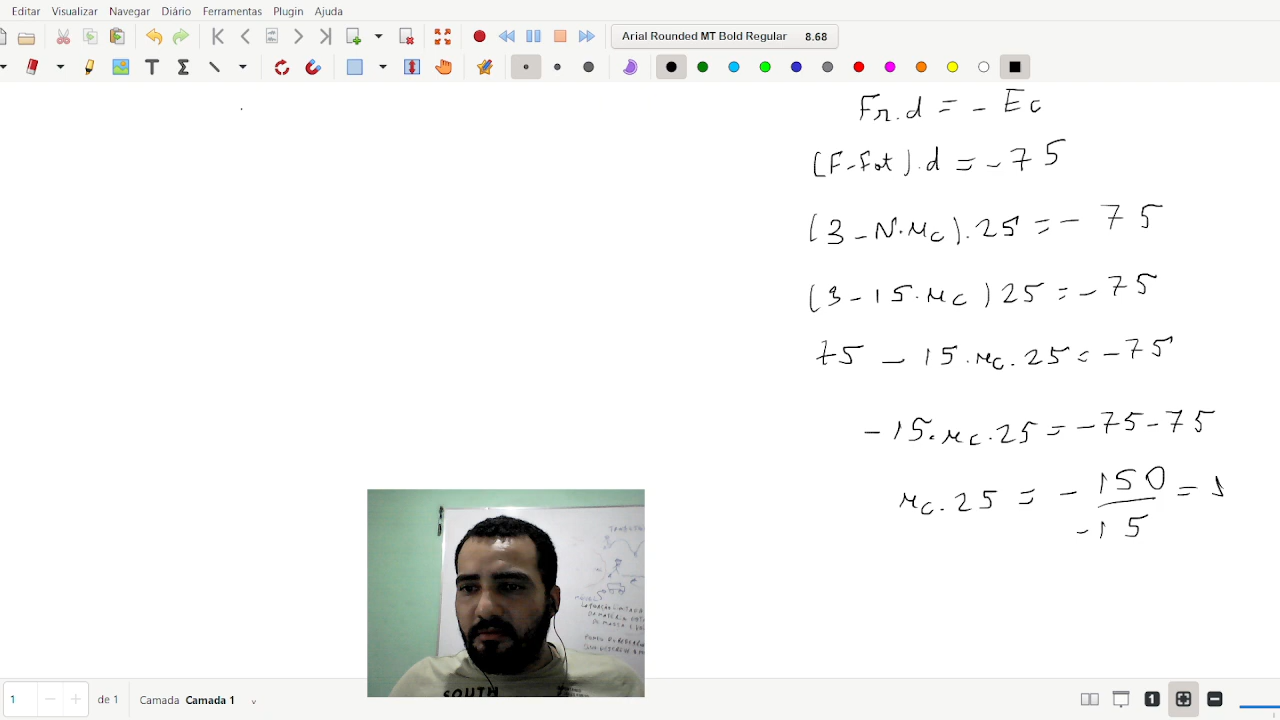 Editar Visualizar Navegar Diário Ferramentas Plugin Ajuda
Arial Rounded MT Bold Regular 8.68
Fr.d = - Ec
(F-Fat).d = -75
(3-N.μc).25 = - 75
(3-15.μc)25 = -75
75 - 15.μc.25 = -75
-15.μc.25 = -75-75
μc.25 = -150/-15 = 1
SOUTH
1 de 1 Camada Camada 1